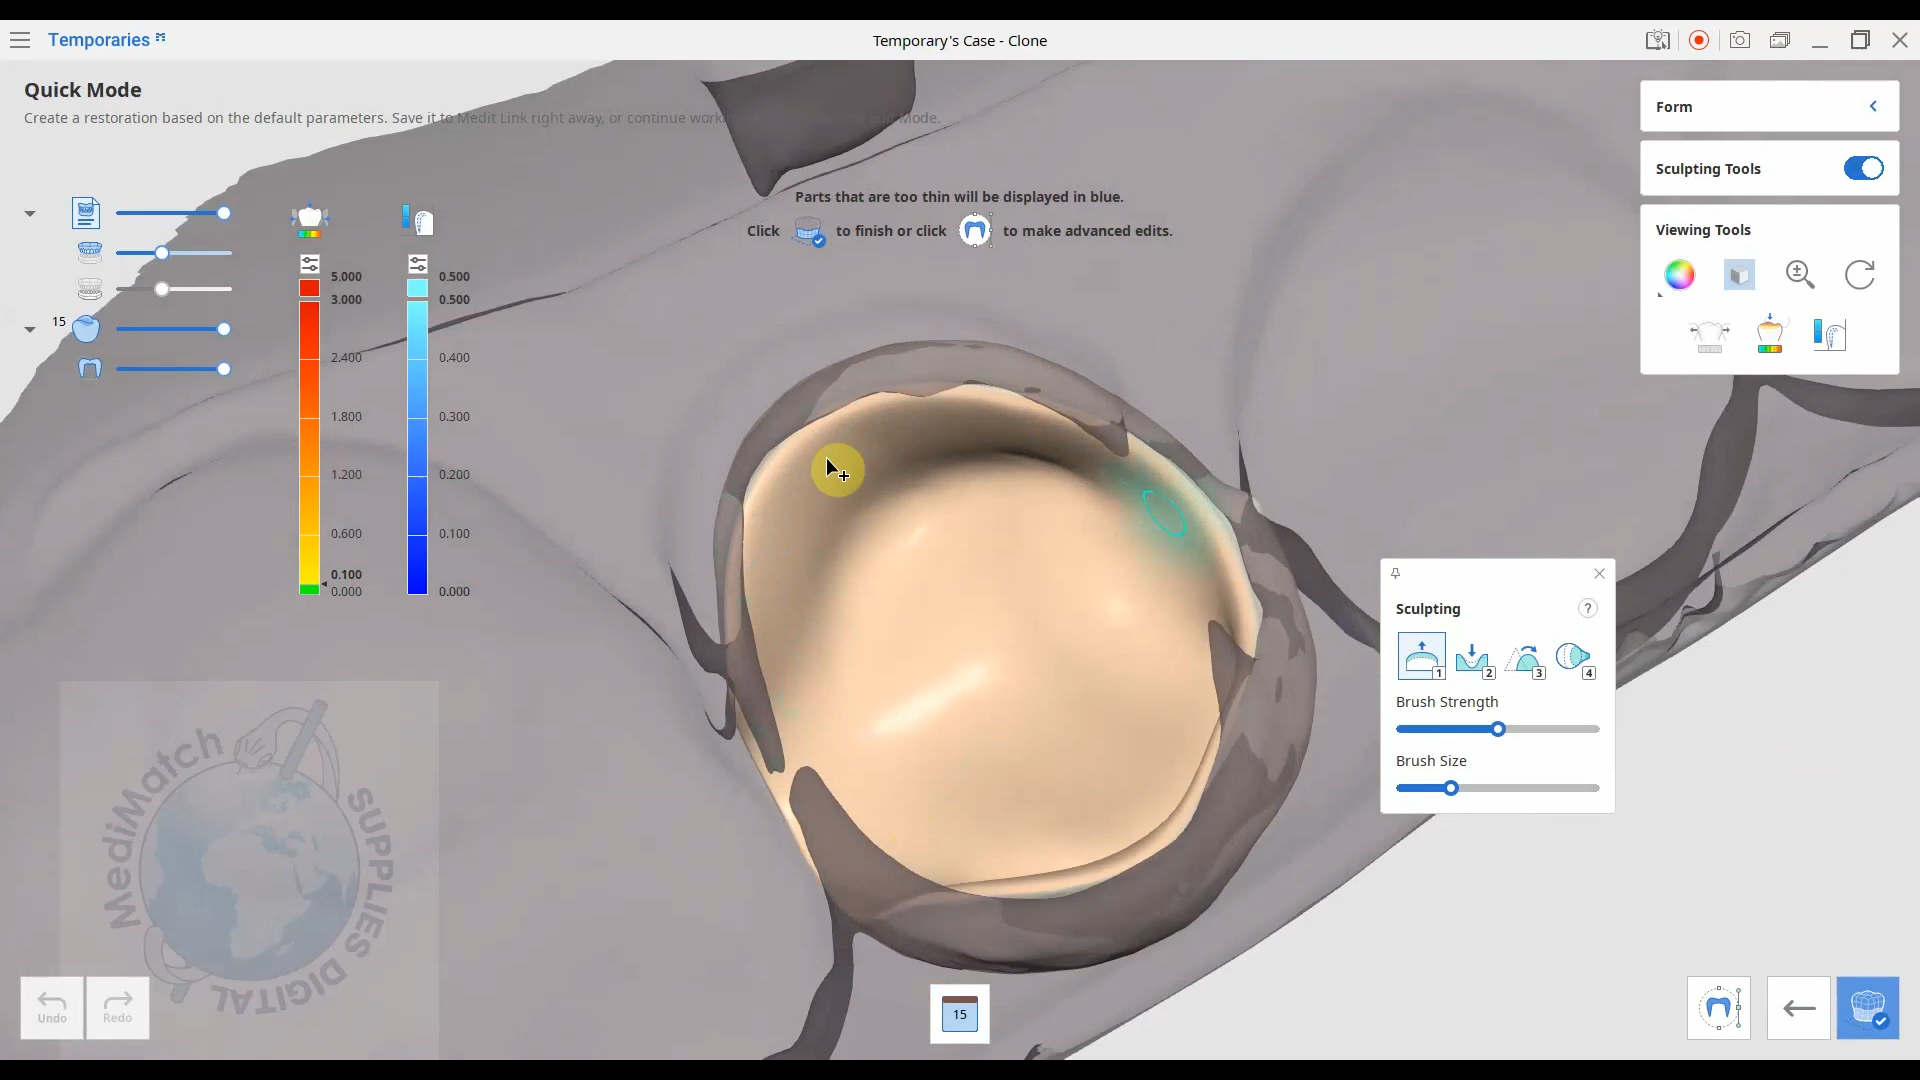 Temporaries
Temporary's Case - Clone
Quick Mode
Create a restoration based on the default parameters. Save it to Medit Link right away, or continue work Mode.
Form
Sculpting Tools
Parts that are too thin will be displayed in blue.
Click to finish or click to make advanced edits.
Viewing Tools
5.000
3.000
2.400
1.800
1.200
0.600
0.100
0.000
0.500
0.500
0.400
0.300
0.200
0.100
0.000
15
Sculpting
?
1
2
3
4
Brush Strength
Brush Size
MediMatch
SUPPLIES DIGITAL
Undo
Redo
15